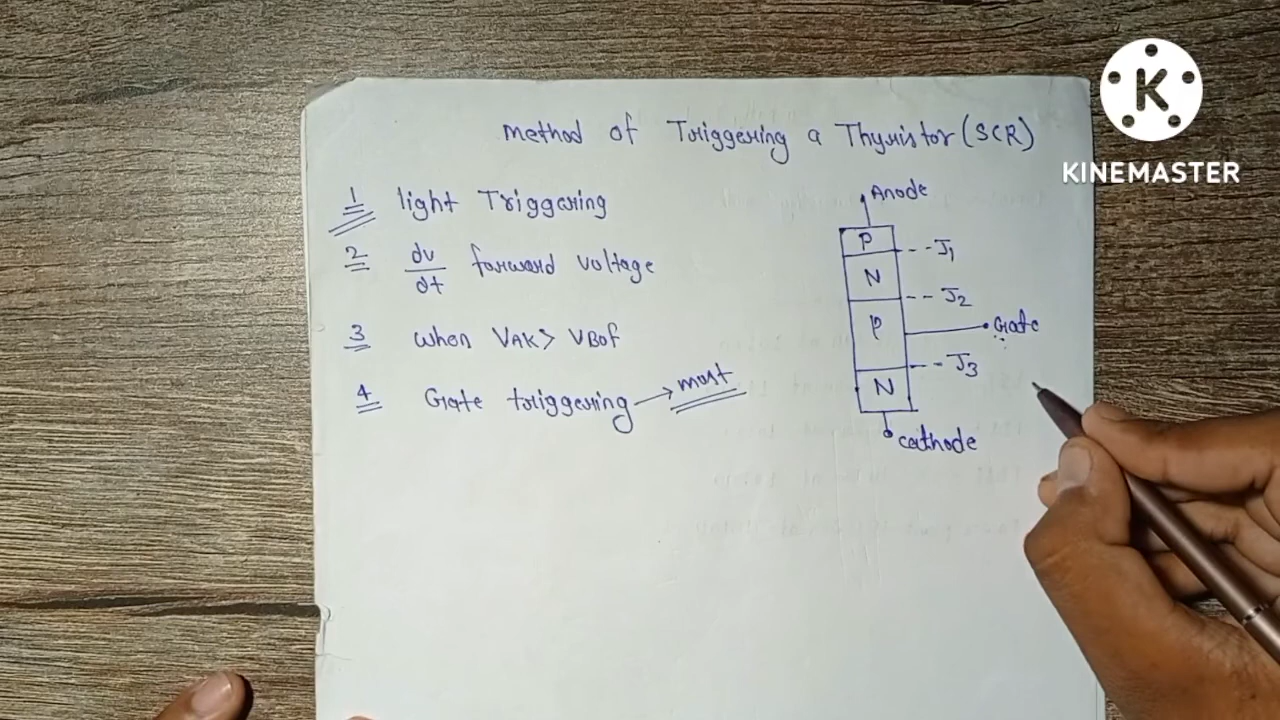 Method of Triggering a Thyristor (SCR)
1 light Triggering
2 dv/dt forward voltage
3 when VAK > VBof
4 Gate triggering → most
Anode
P
J1
N
J2
P
Gate
J3
N
cathode
K
KINEMASTER